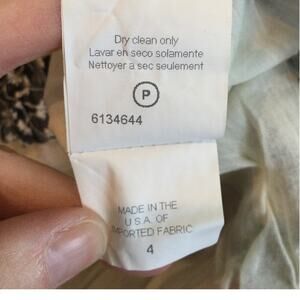 Dry clean only
Lavar en seco solamente
Nettoyer a sec seulement
P
6134644
MADE IN THE
U.S.A. OF
IMPORTED FABRIC
4